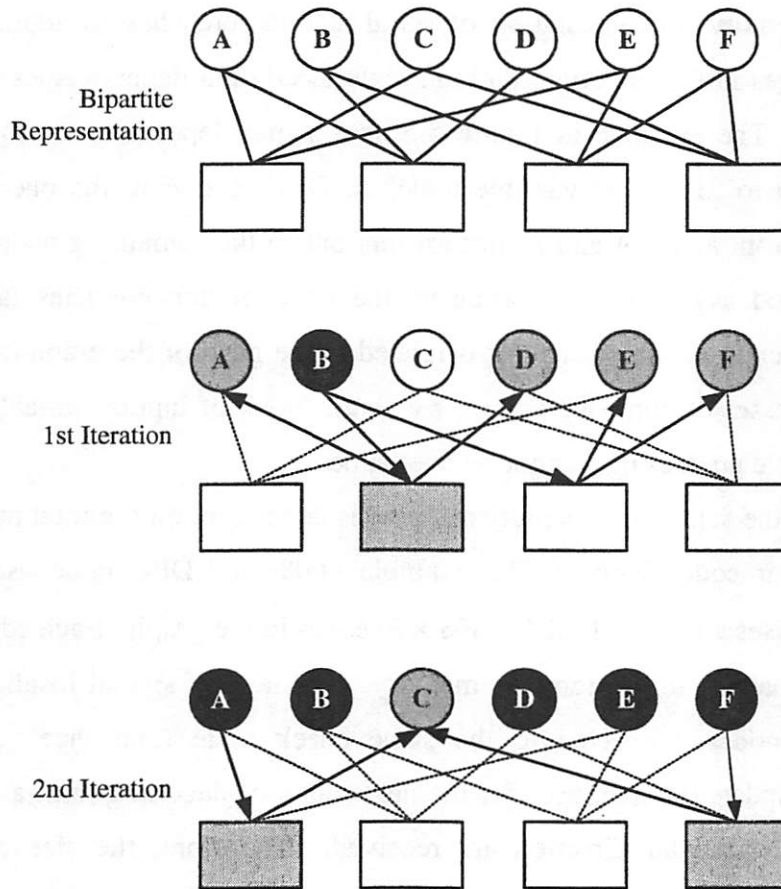 A B C D E F
Bipartite
Representation
A B C D E F
1st Iteration
A B C D E F
2nd Iteration